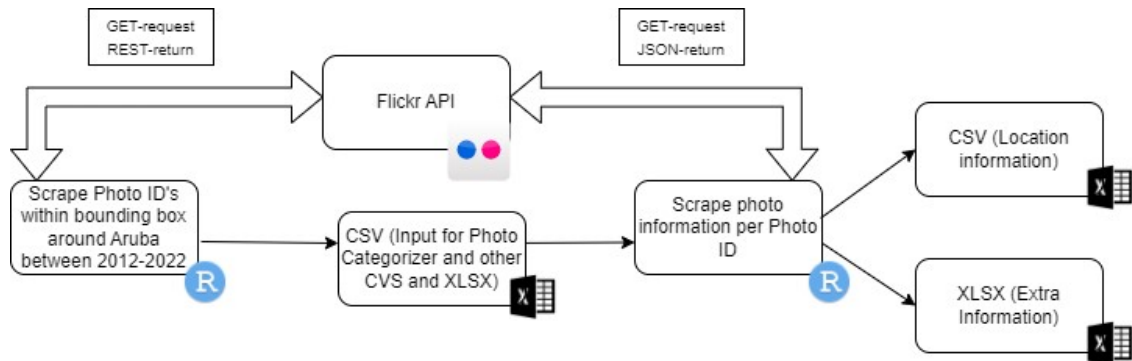 GET-request
REST-return
GET-request
JSON-return
Flickr API
CSV (Location
information)
Scrape Photo ID's
within bounding box
around Aruba
between 2012-2022
R
CSV (Input for Photo
Categorizer and other
CVS and XLSX)
X
Scrape photo
information per Photo
ID
R
X
XLSX (Extra
Information)
X